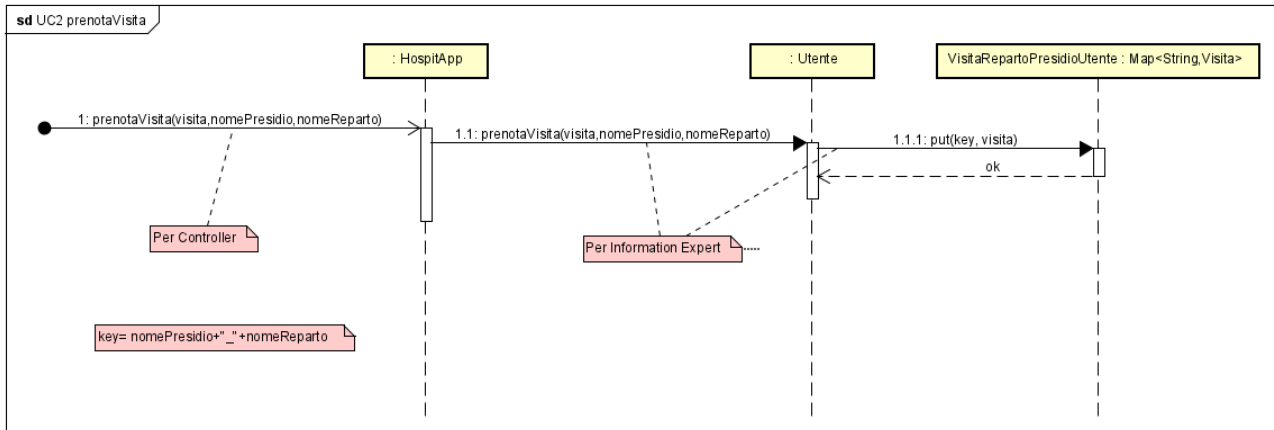 sd UC2 prenotaVisita
: HospitApp
: Utente
VisitaRepartoPresidioUtente : Map<String,Visita>
1: prenotaVisita(visita,nomePresidio,nomeReparto)
1.1: prenotaVisita(visita,nomePresidio,nomeReparto)
1.1.1: put(key, visita)
ok
Per Controller
Per Information Expert
key= nomePresidio+"_"+nomeReparto